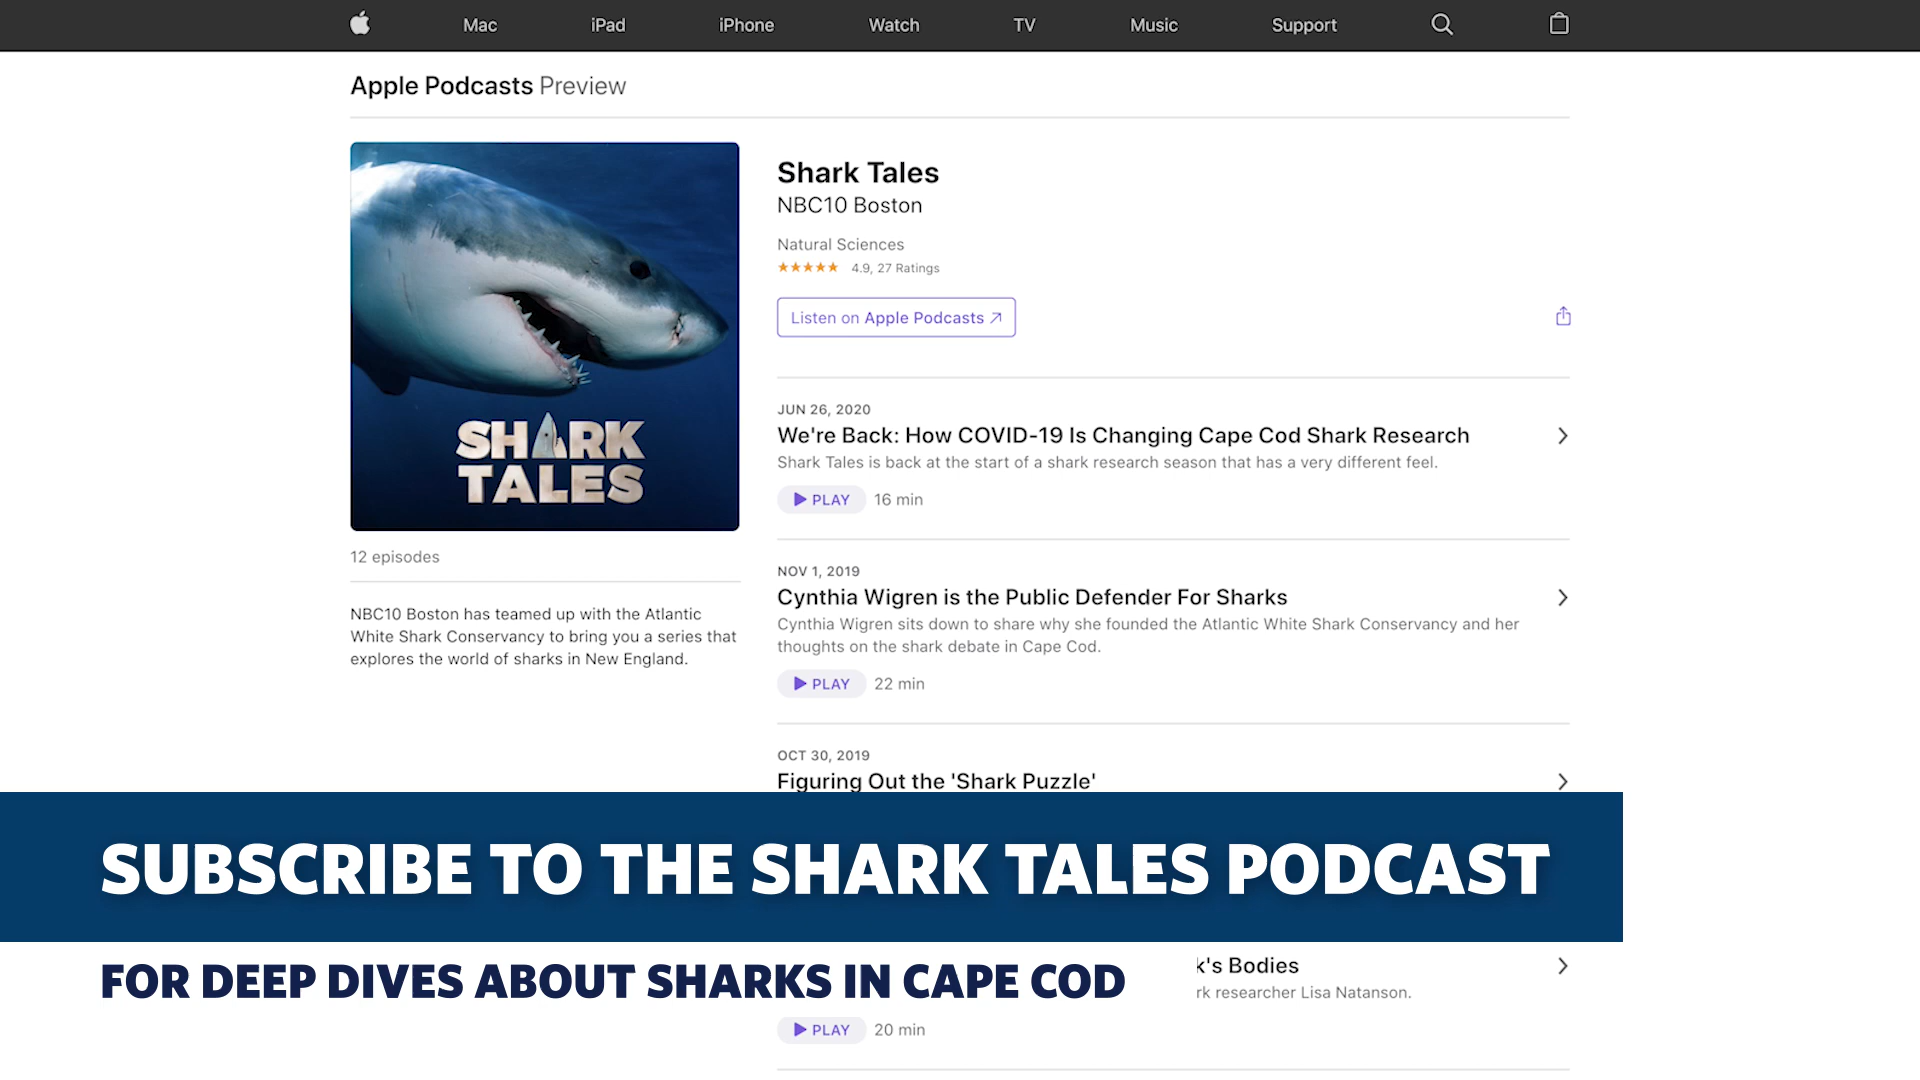 Mac iPad iPhone Watch TV Music Support
Apple Podcasts Preview
SHARK
TALES
12 episodes
NBC10 Boston has teamed up with the Atlantic
White Shark Conservancy to bring you a series that
explores the world of sharks in New England.
Shark Tales
NBC10 Boston
Natural Sciences
★★★★★ 4.9, 27 Ratings
Listen on Apple Podcasts ↗
JUN 26, 2020
We're Back: How COVID-19 Is Changing Cape Cod Shark Research
Shark Tales is back at the start of a shark research season that has a very different feel.
PLAY 16 min
NOV 1, 2019
Cynthia Wigren is the Public Defender For Sharks
Cynthia Wigren sits down to share why she founded the Atlantic White Shark Conservancy and her
thoughts on the shark debate in Cape Cod.
PLAY 22 min
OCT 30, 2019
Figuring Out the 'Shark Puzzle'
SUBSCRIBE TO THE SHARK TALES PODCAST
FOR DEEP DIVES ABOUT SHARKS IN CAPE COD
k's Bodies
rk researcher Lisa Natanson.
PLAY 20 min